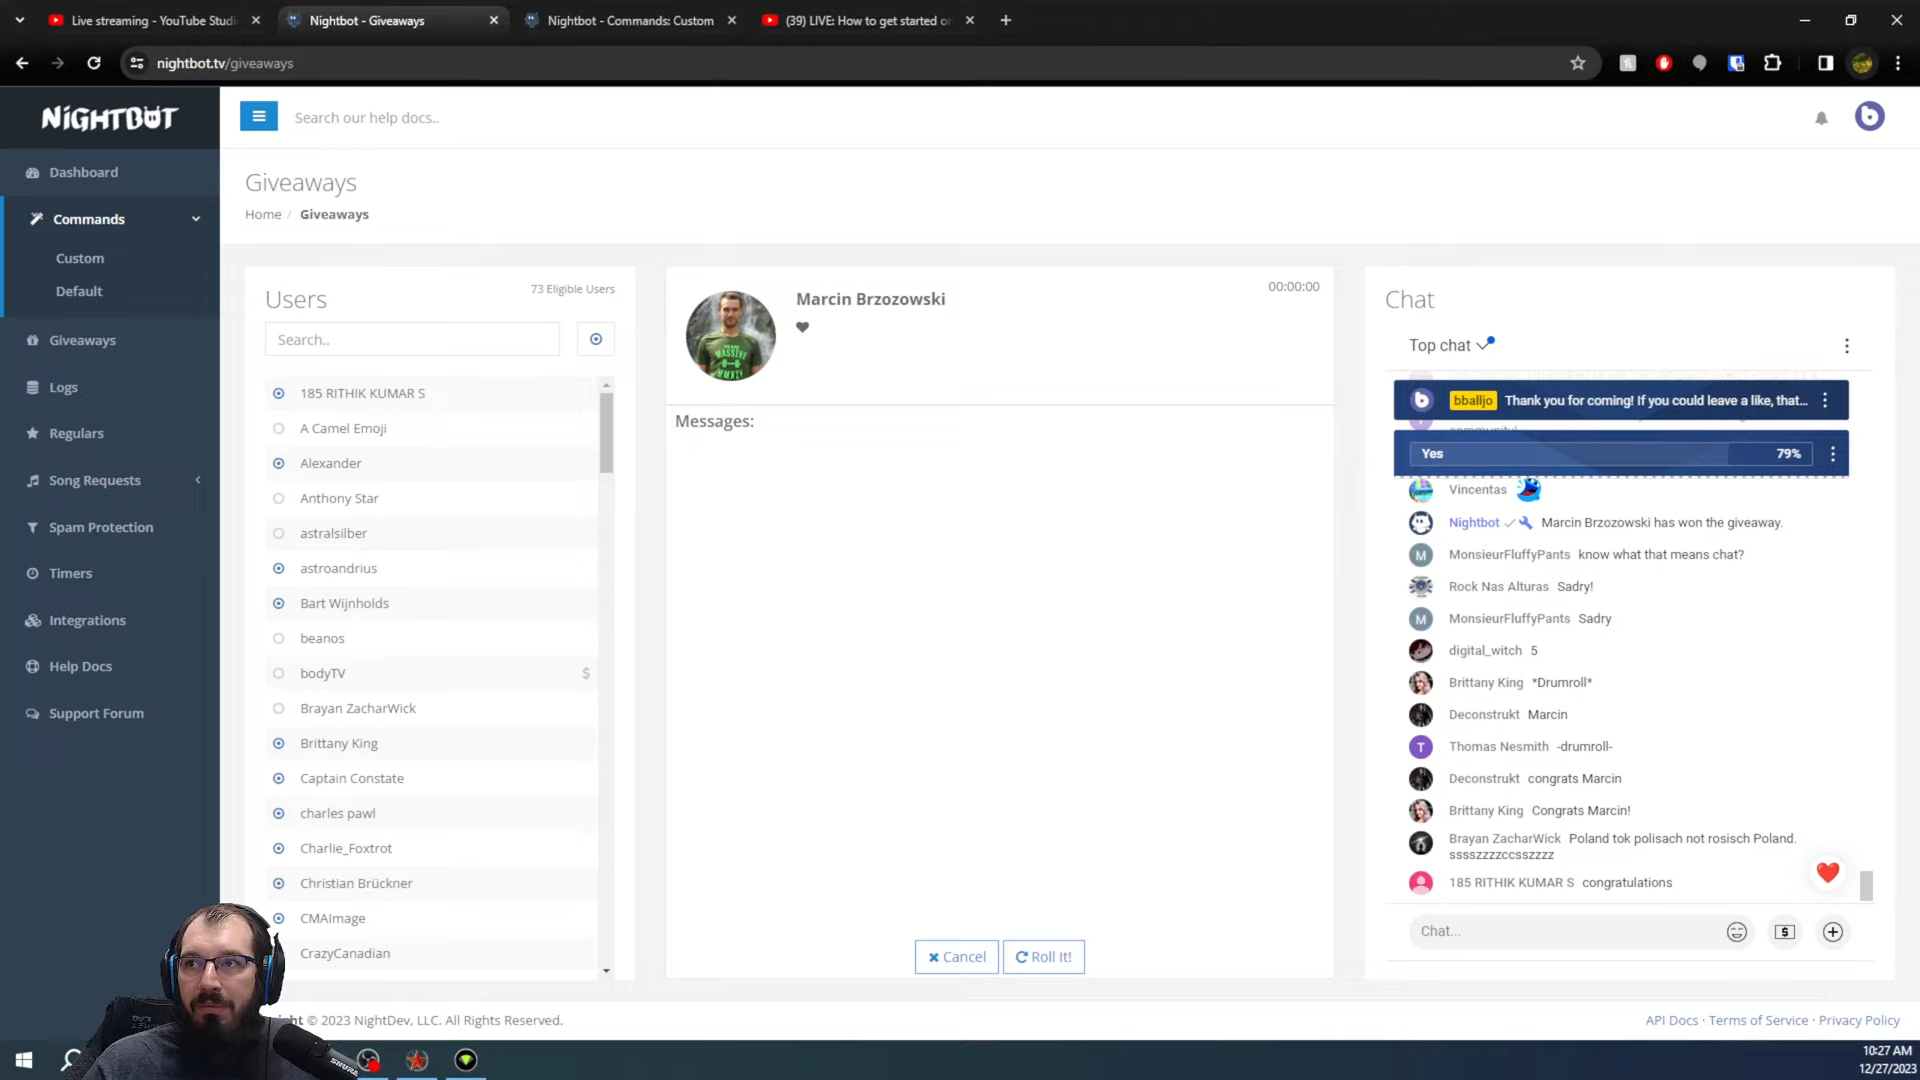 Live streaming - YouTube Studi
Nightbot - Giveaways
Nightbot - Commands: Custom
(39) LIVE: How to get started or
nightbot.tv/giveaways
NiGHTBOT
Search our help docs..
Dashboard
Commands
Custom
Default
Giveaways
Logs
Regulars
Song Requests
Spam Protection
Timers
Integrations
Help Docs
Support Forum
Giveaways
Home / Giveaways
Users
73 Eligible Users
Search..
185 RITHIK KUMAR S
A Camel Emoji
Alexander
Anthony Star
astralsilber
astroandrius
Bart Wijnholds
beanos
bodyTV $
Brayan ZacharWick
Brittany King
Captain Constate
charles pawl
Charlie_Foxtrot
Christian Brückner
CMAImage
CrazyCanadian
Marcin Brzozowski
00:00:00
Messages:
Cancel
Roll It!
Chat
Top chat
bballjo Thank you for coming! If you could leave a like, that...
community!
Yes 79%
Vincentas
Nightbot Marcin Brzozowski has won the giveaway.
M MonsieurFluffyPants know what that means chat?
Rock Nas Alturas Sadry!
M MonsieurFluffyPants Sadry
digital_witch 5
Brittany King *Drumroll*
Deconstrukt Marcin
T Thomas Nesmith -drumroll-
Deconstrukt congrats Marcin
Brittany King Congrats Marcin!
Brayan ZacharWick Poland tok polisach not rosisch Poland.
sssszzzzccsszzzz
185 RITHIK KUMAR S congratulations
Chat...
© 2023 NightDev, LLC. All Rights Reserved.
API Docs · Terms of Service · Privacy Policy
SHURE
10:27 AM
12/27/2023